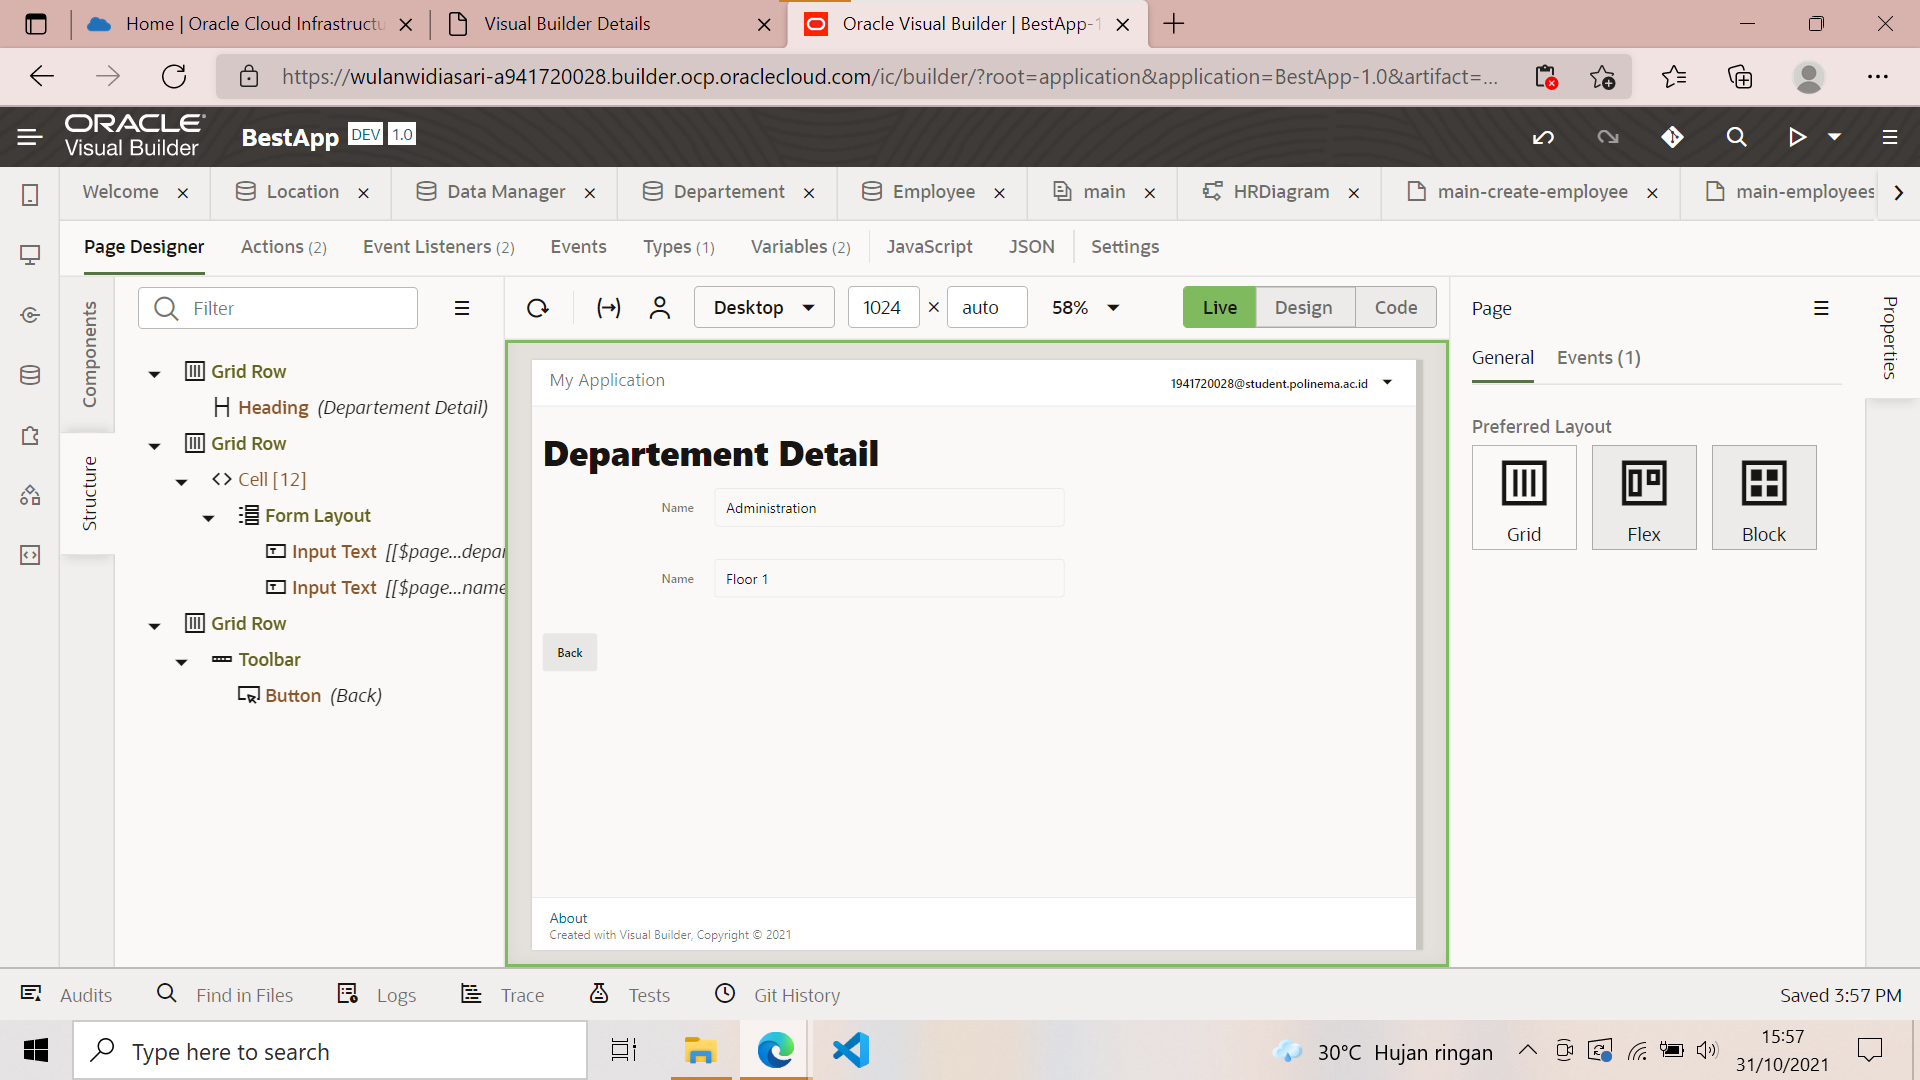 Home | Oracle Cloud Infrastructu
Visual Builder Details
Oracle Visual Builder | BestApp-1
https://wulanwidiasari-a941720028.builder.ocp.oraclecloud.com/ic/builder/?root=application&application=BestApp-1.0&artifact=...
ORACLE
Visual Builder
BestApp DEV 1.0
Welcome
Location
Data Manager
Departement
Employee
main
HRDiagram
main-create-employee
main-employees
Page Designer
Actions (2)
Event Listeners (2)
Events
Types (1)
Variables (2)
JavaScript
JSON
Settings
Components
Structure
Filter
Grid Row
Heading (Departement Detail)
Grid Row
Cell [12]
Form Layout
Input Text [[$page...depar
Input Text [[$page...name
Grid Row
Toolbar
Button (Back)
Desktop
1024 × auto
58%
Live
Design
Code
My Application
1941720028@student.polinema.ac.id
Departement Detail
Name Administration
Name Floor 1
Back
About
Created with Visual Builder, Copyright © 2021
Page
General
Events (1)
Preferred Layout
Grid
Flex
Block
Properties
Audits
Find in Files
Logs
Trace
Tests
Git History
Saved 3:57 PM
Type here to search
30°C Hujan ringan
15:57
31/10/2021